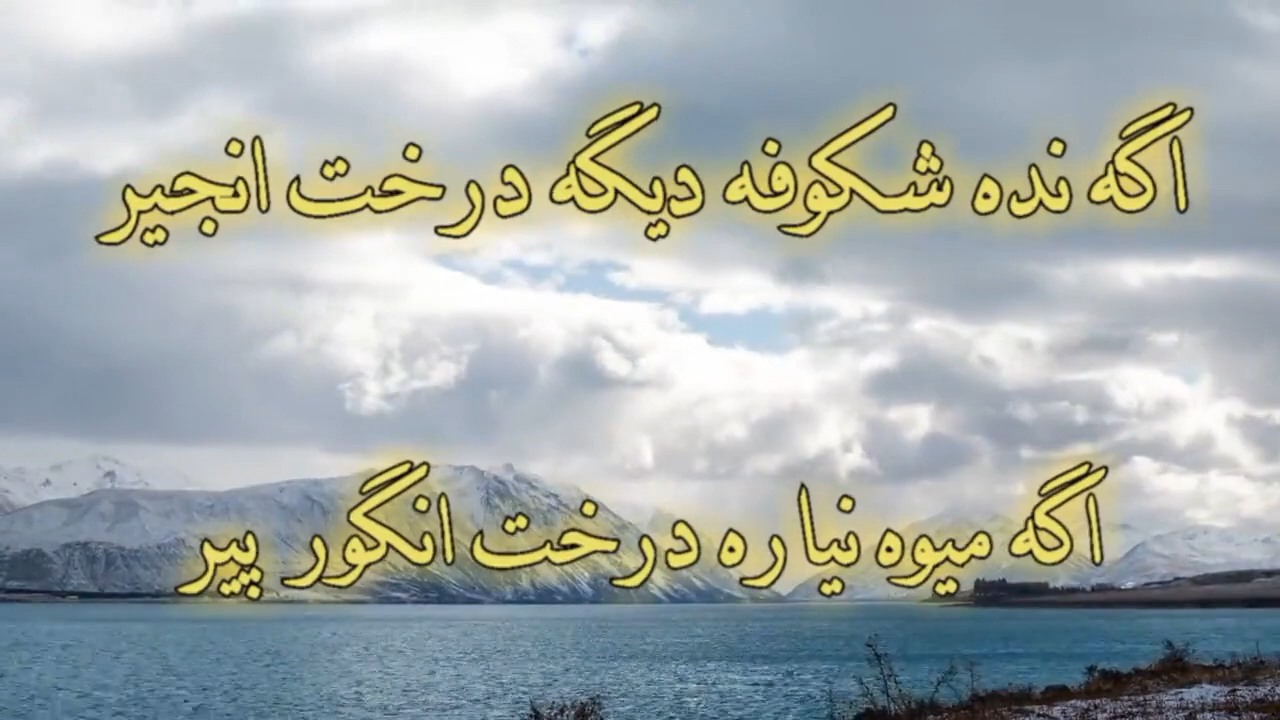 اگه نده شکوفه دیگه درخت انجیر
اگه میوه نیاره درخت انگور پیر